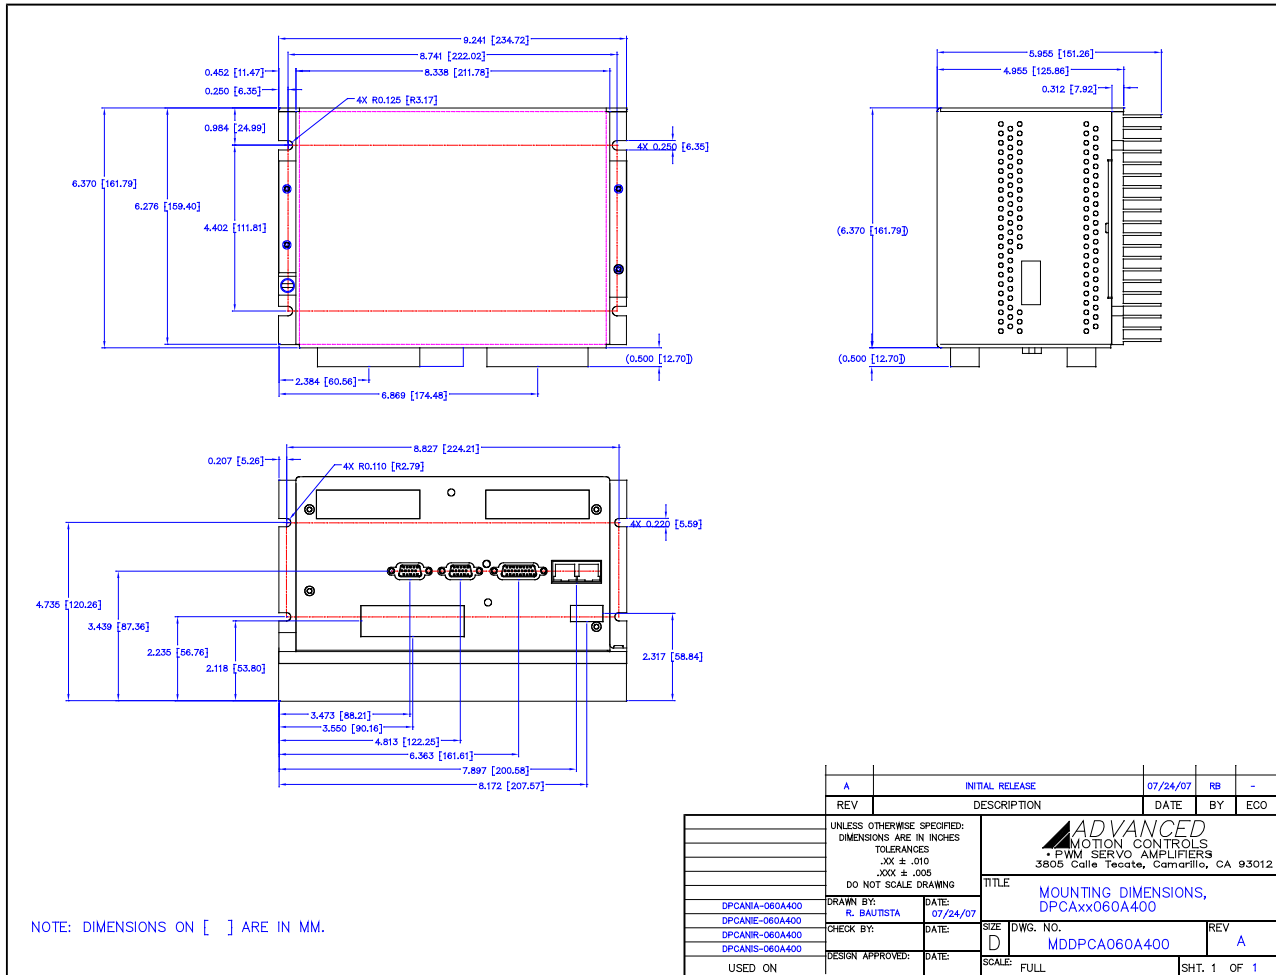 9.241 [234.72]
8.741 [222.02]
0.452 [11.47]
8.338 [211.78]
0.250 [6.35]
4X R0.125 [R3.17]
0.984 [24.99]
4X 0.250 [6.35]
6.370 [161.79]
6.276 [159.40]
4.402 [111.81]
(0.500 [12.70])
2.384 [60.56]
6.869 [174.48]
5.955 [151.26]
4.955 [125.86]
0.312 [7.92]
(6.370 [161.79])
(0.500 [12.70])
8.827 [224.21]
0.207 [5.26]
4X R0.110 [R2.79]
4X 0.220 [5.59]
4.735 [120.26]
3.439 [87.36]
2.235 [56.76]
2.118 [53.80]
2.317 [58.84]
3.473 [88.21]
3.550 [90.16]
4.813 [122.25]
6.363 [161.61]
7.897 [200.58]
8.172 [207.57]
NOTE: DIMENSIONS ON [ ] ARE IN MM.
A INITIAL RELEASE 07/24/07 RB -
REV DESCRIPTION DATE BY ECO
UNLESS OTHERWISE SPECIFIED:
DIMENSIONS ARE IN INCHES
TOLERANCES
.XX ± .010
.XXX ± .005
DO NOT SCALE DRAWING
ADVANCED
MOTION CONTROLS
• PWM SERVO AMPLIFIERS
3805 Calle Tecate, Camarillo, CA 93012
TITLE
MOUNTING DIMENSIONS,
DPCAxx060A400
DPCANIA-060A400
DPCANIE-060A400
DPCANIR-060A400
DPCANIS-060A400
USED ON
DRAWN BY: DATE:
R. BAUTISTA 07/24/07
CHECK BY: DATE:
DESIGN APPROVED: DATE:
SIZE DWG. NO. REV
D MDDPCA060A400 A
SCALE: FULL SHT. 1 OF 1